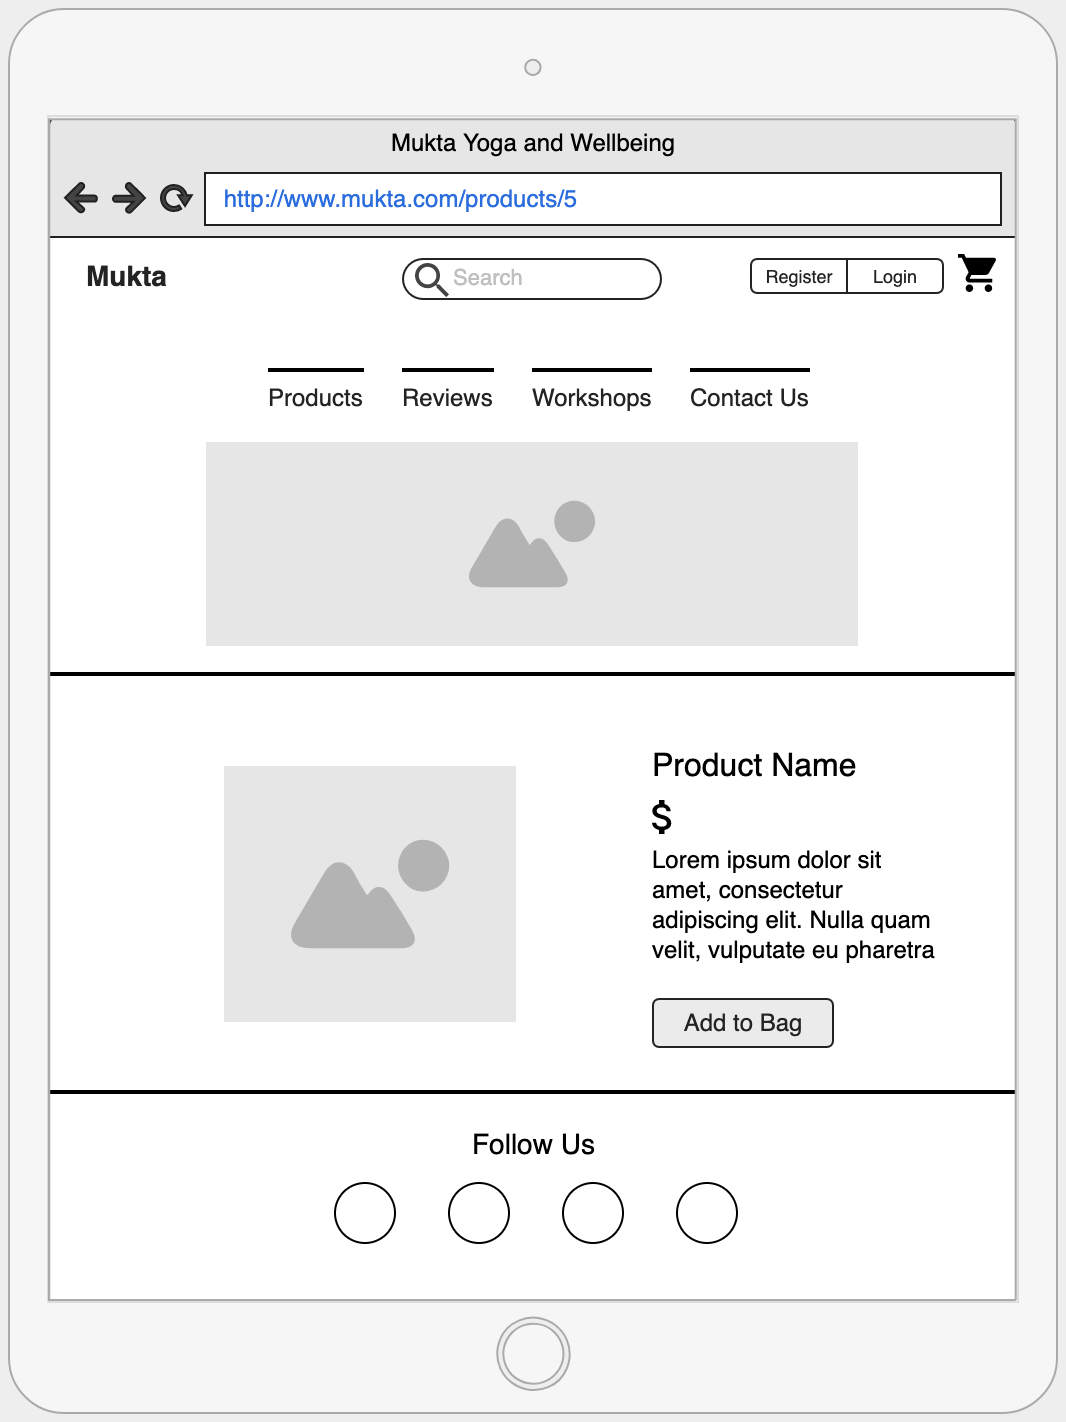 Mukta Yoga and Wellbeing
http://www.mukta.com/products/5
Mukta
Search
Register
Login
Products
Reviews
Workshops
Contact Us
Product Name
$
Lorem ipsum dolor sit
amet, consectetur
adipiscing elit. Nulla quam
velit, vulputate eu pharetra
Add to Bag
Follow Us